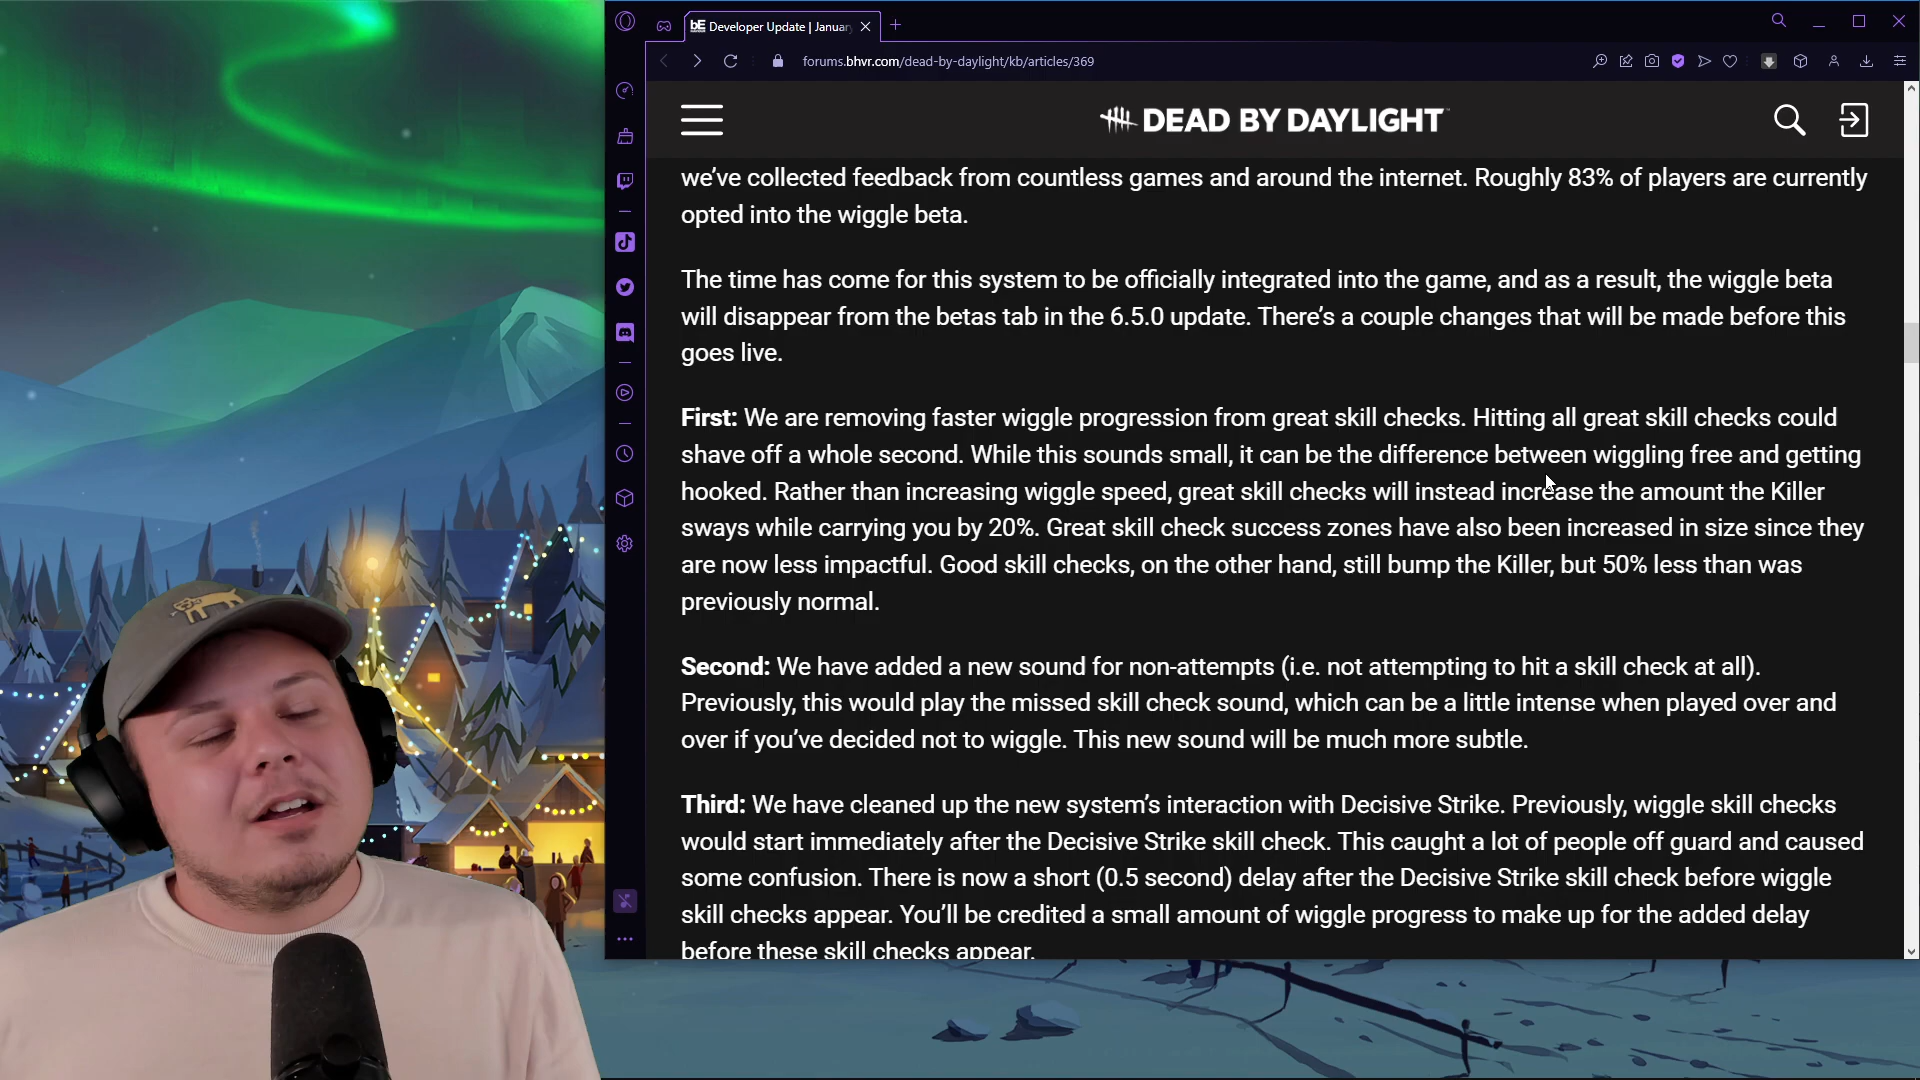 Developer Update | Januar
forums.bhvr.com/dead-by-daylight/kb/articles/369
DEAD BY DAYLIGHT
we've collected feedback from countless games and around the internet. Roughly 83% of players are currently
opted into the wiggle beta.
The time has come for this system to be officially integrated into the game, and as a result, the wiggle beta
will disappear from the betas tab in the 6.5.0 update. There's a couple changes that will be made before this
goes live.
First: We are removing faster wiggle progression from great skill checks. Hitting all great skill checks could
shave off a whole second. While this sounds small, it can be the difference between wiggling free and getting
hooked. Rather than increasing wiggle speed, great skill checks will instead increase the amount the Killer
sways while carrying you by 20%. Great skill check success zones have also been increased in size since they
are now less impactful. Good skill checks, on the other hand, still bump the Killer, but 50% less than was
previously normal.
Second: We have added a new sound for non-attempts (i.e. not attempting to hit a skill check at all).
Previously, this would play the missed skill check sound, which can be a little intense when played over and
over if you've decided not to wiggle. This new sound will be much more subtle.
Third: We have cleaned up the new system's interaction with Decisive Strike. Previously, wiggle skill checks
would start immediately after the Decisive Strike skill check. This caught a lot of people off guard and caused
some confusion. There is now a short (0.5 second) delay after the Decisive Strike skill check before wiggle
skill checks appear. You'll be credited a small amount of wiggle progress to make up for the added delay
before these skill checks appear.